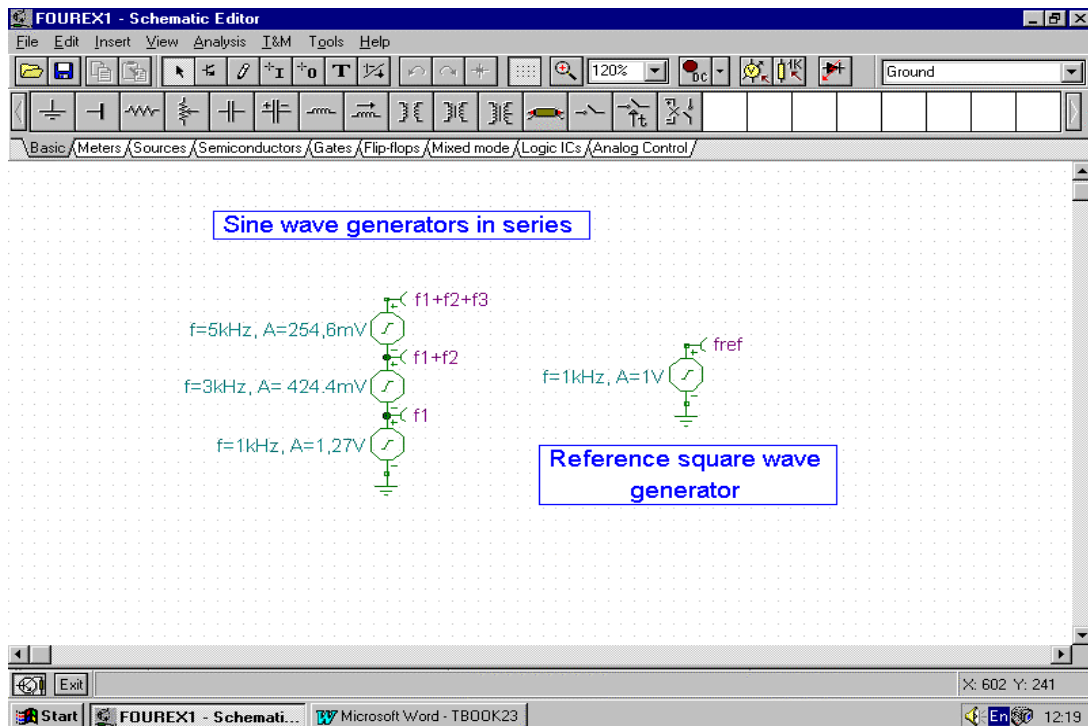 FOUREX1 - Schematic Editor
File Edit Insert View Analysis T&M Tools Help
120% DC 1K Ground
Basic Meters Sources Semiconductors Gates Flip-flops Mixed mode Logic ICs Analog Control
Sine wave generators in series
f1+f2+f3
f=5kHz, A=254,6mV
f1+f2
f=3kHz, A= 424.4mV
f1
f=1kHz, A=1,27V
fref
f=1kHz, A=1V
Reference square wave
generator
Exit X: 602 Y: 241
Start FOUREX1 - Schemati... Microsoft Word - TBOOK23 En 12:19